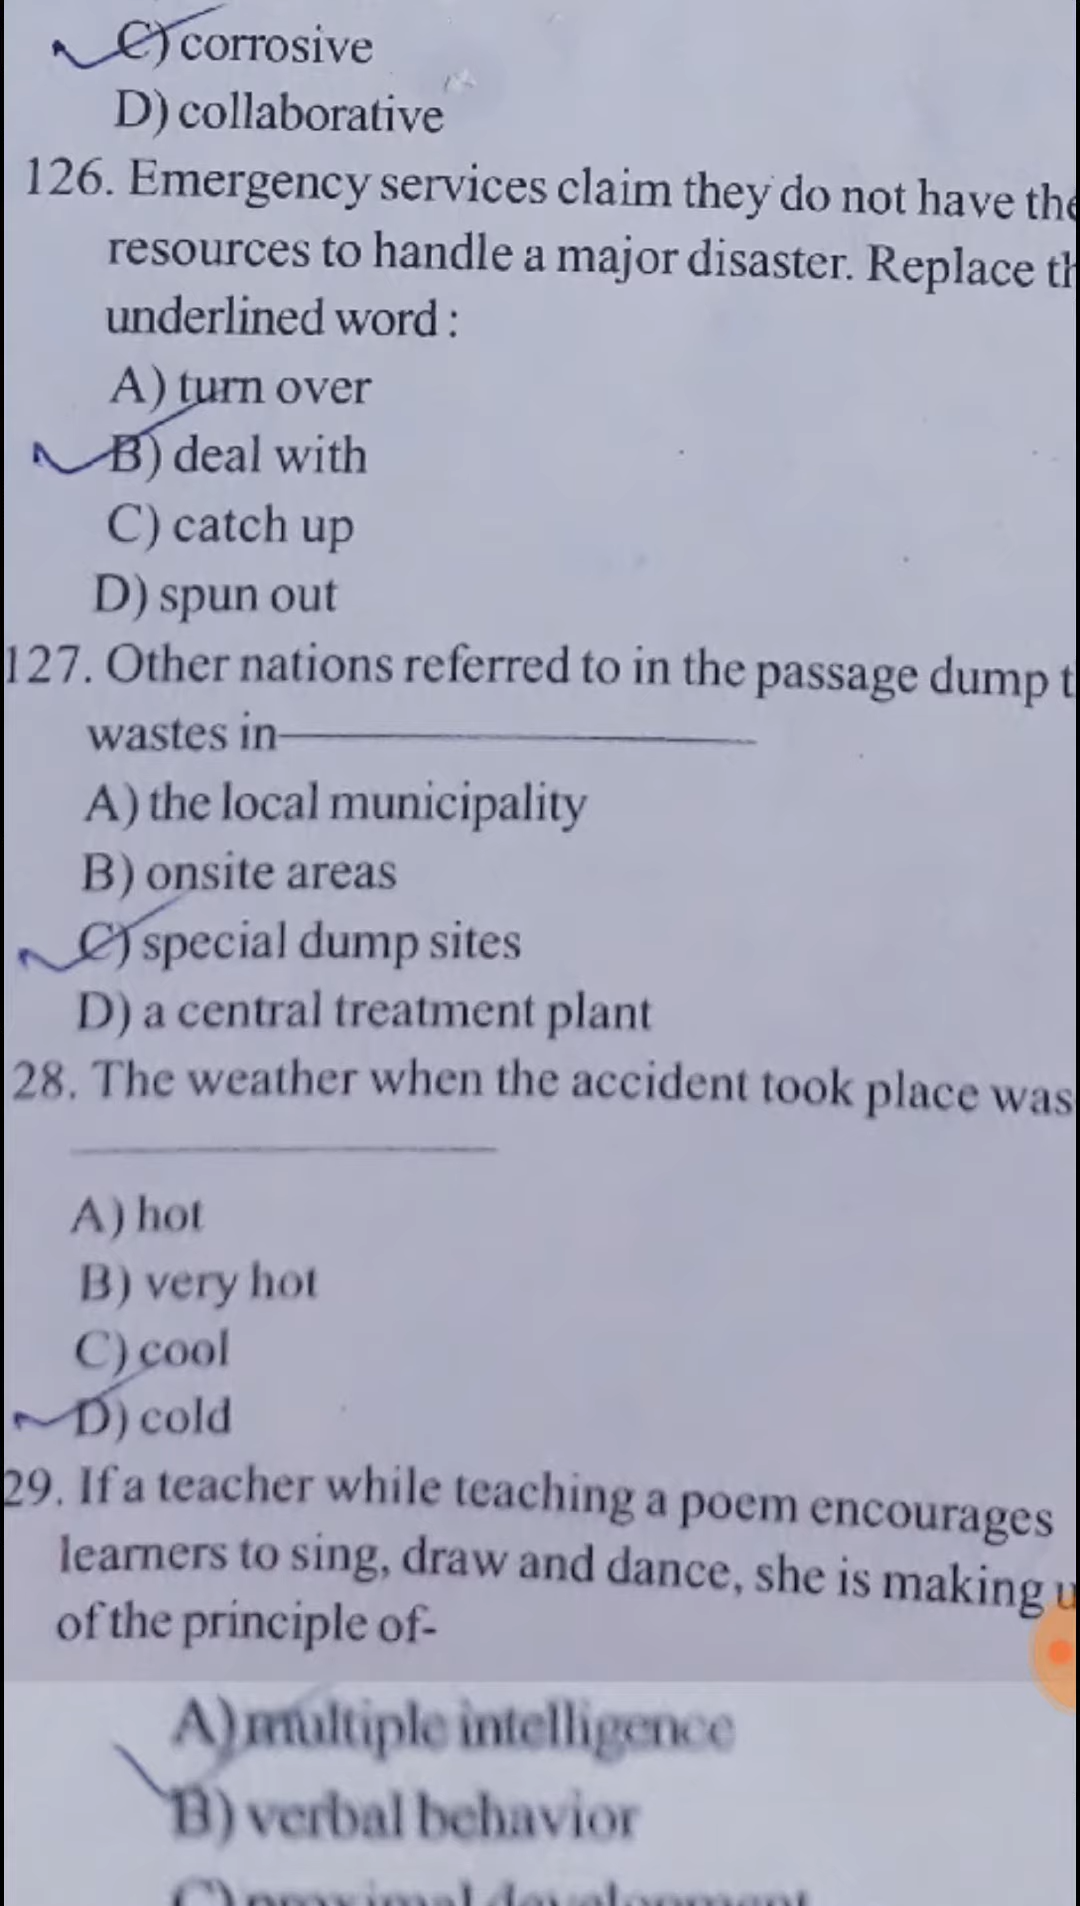 C) corrosive
D) collaborative
126. Emergency services claim they do not have the
resources to handle a major disaster. Replace th
underlined word :
A) turn over
B) deal with
C) catch up
D) spun out
127. Other nations referred to in the passage dump t
wastes in
A) the local municipality
B) onsite areas
C) special dump sites
D) a central treatment plant
28. The weather when the accident took place was
A) hot
B) very hot
C) cool
D) cold
29. If a teacher while teaching a poem encourages
learners to sing, draw and dance, she is making u
of the principle of-
A) multiple intelligence
B) verbal behavior
C) proximal development